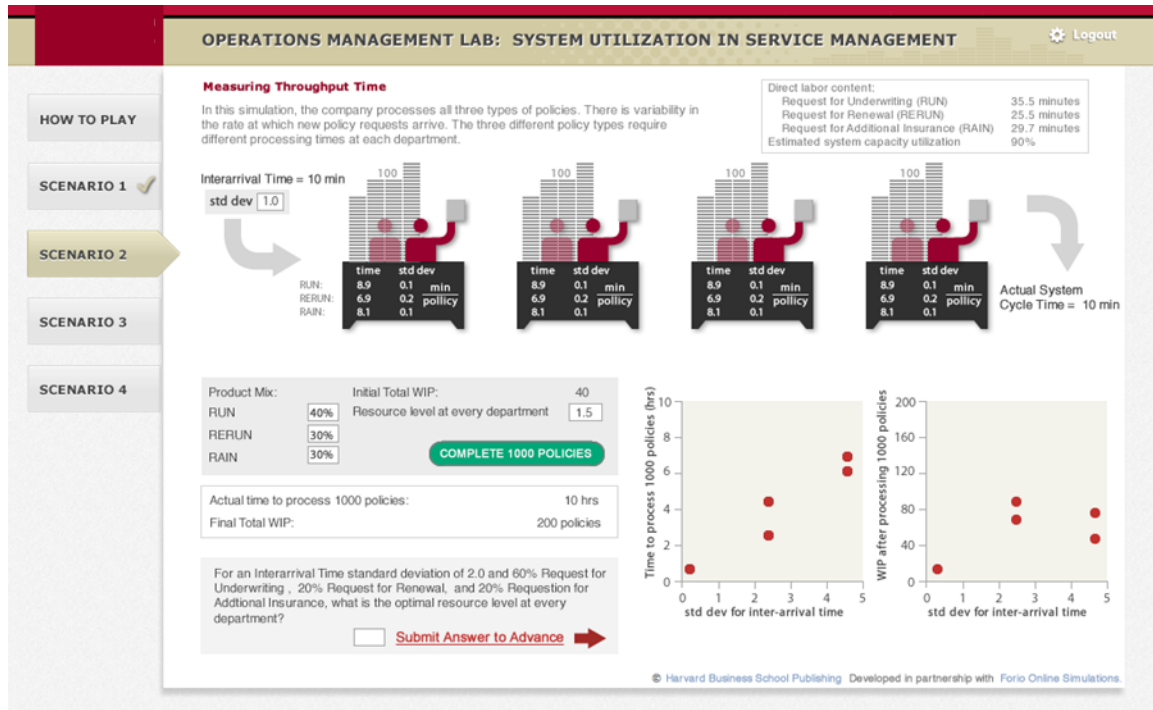 OPERATIONS MANAGEMENT LAB: SYSTEM UTILIZATION IN SERVICE MANAGEMENT
Logout
HOW TO PLAY
SCENARIO 1
SCENARIO 2
SCENARIO 3
SCENARIO 4
Measuring Throughput Time
In this simulation, the company processes all three types of policies. There is variability in
the rate at which new policy requests arrive. The three different policy types require
different processing times at each department.
Direct labor content:
Request for Underwriting (RUN) 35.5 minutes
Request for Renewal (RERUN) 25.5 minutes
Request for Additional Insurance (RAIN) 29.7 minutes
Estimated system capacity utilization 90%
Interarrival Time = 10 min
std dev 1.0
100 100 100 100
time std dev time std dev time std dev time std dev
RUN: 8.9 0.1 min 8.9 0.1 min 8.9 0.1 min 8.9 0.1 min
RERUN: 6.9 0.2 pollicy 6.9 0.2 pollicy 6.9 0.2 pollicy 6.9 0.2 pollicy
RAIN: 8.1 0.1 8.1 0.1 8.1 0.1 8.1 0.1
Actual System
Cycle Time = 10 min
Product Mix: Initial Total WIP: 40
RUN 40% Resource level at every department 1.5
RERUN 30%
RAIN 30%
COMPLETE 1000 POLICIES
Actual time to process 1000 policies: 10 hrs
Final Total WIP: 200 policies
For an Interarrival Time standard deviation of 2.0 and 60% Request for
Underwriting , 20% Request for Renewal, and 20% Requestion for
Addtional Insurance, what is the optimal resource level at every
department?
Submit Answer to Advance
Time to process 1000 policies (hrs)
10
8
6
4
2
0
0 1 2 3 4 5
std dev for inter-arrival time
WIP after processing 1000 policies
200
160
120
80
40
0
0 1 2 3 4 5
std dev for inter-arrival time
© Harvard Business School Publishing Developed in partnership with Forio Online Simulations.